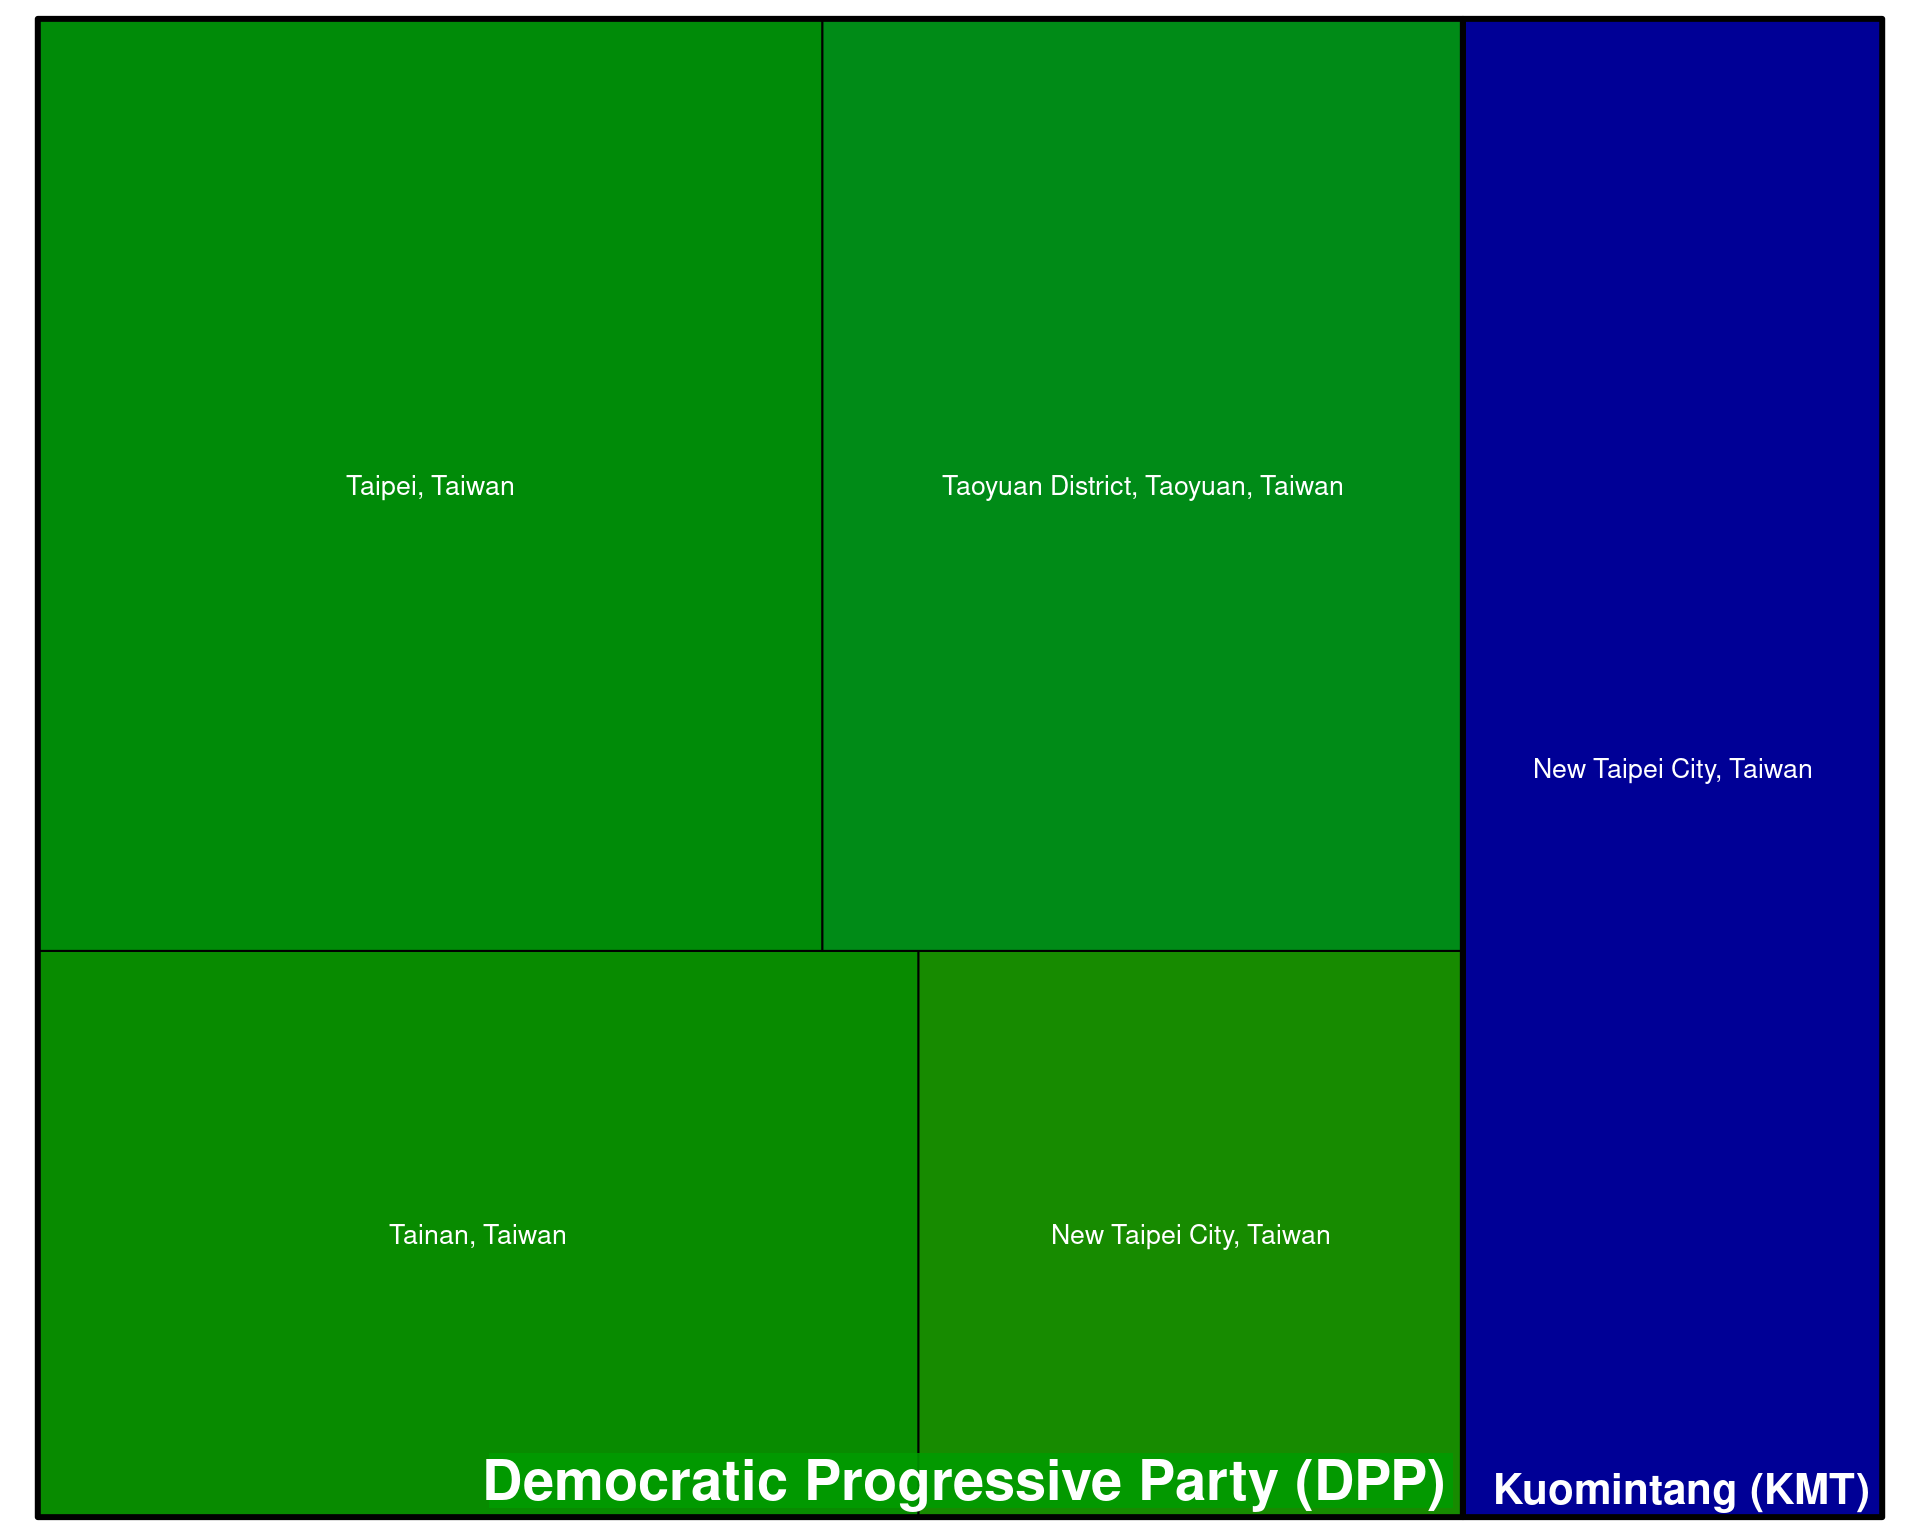 Taipei, Taiwan
Taoyuan District, Taoyuan, Taiwan
New Taipei City, Taiwan
Tainan, Taiwan
New Taipei City, Taiwan
Democratic Progressive Party (DPP)
Kuomintang (KMT)